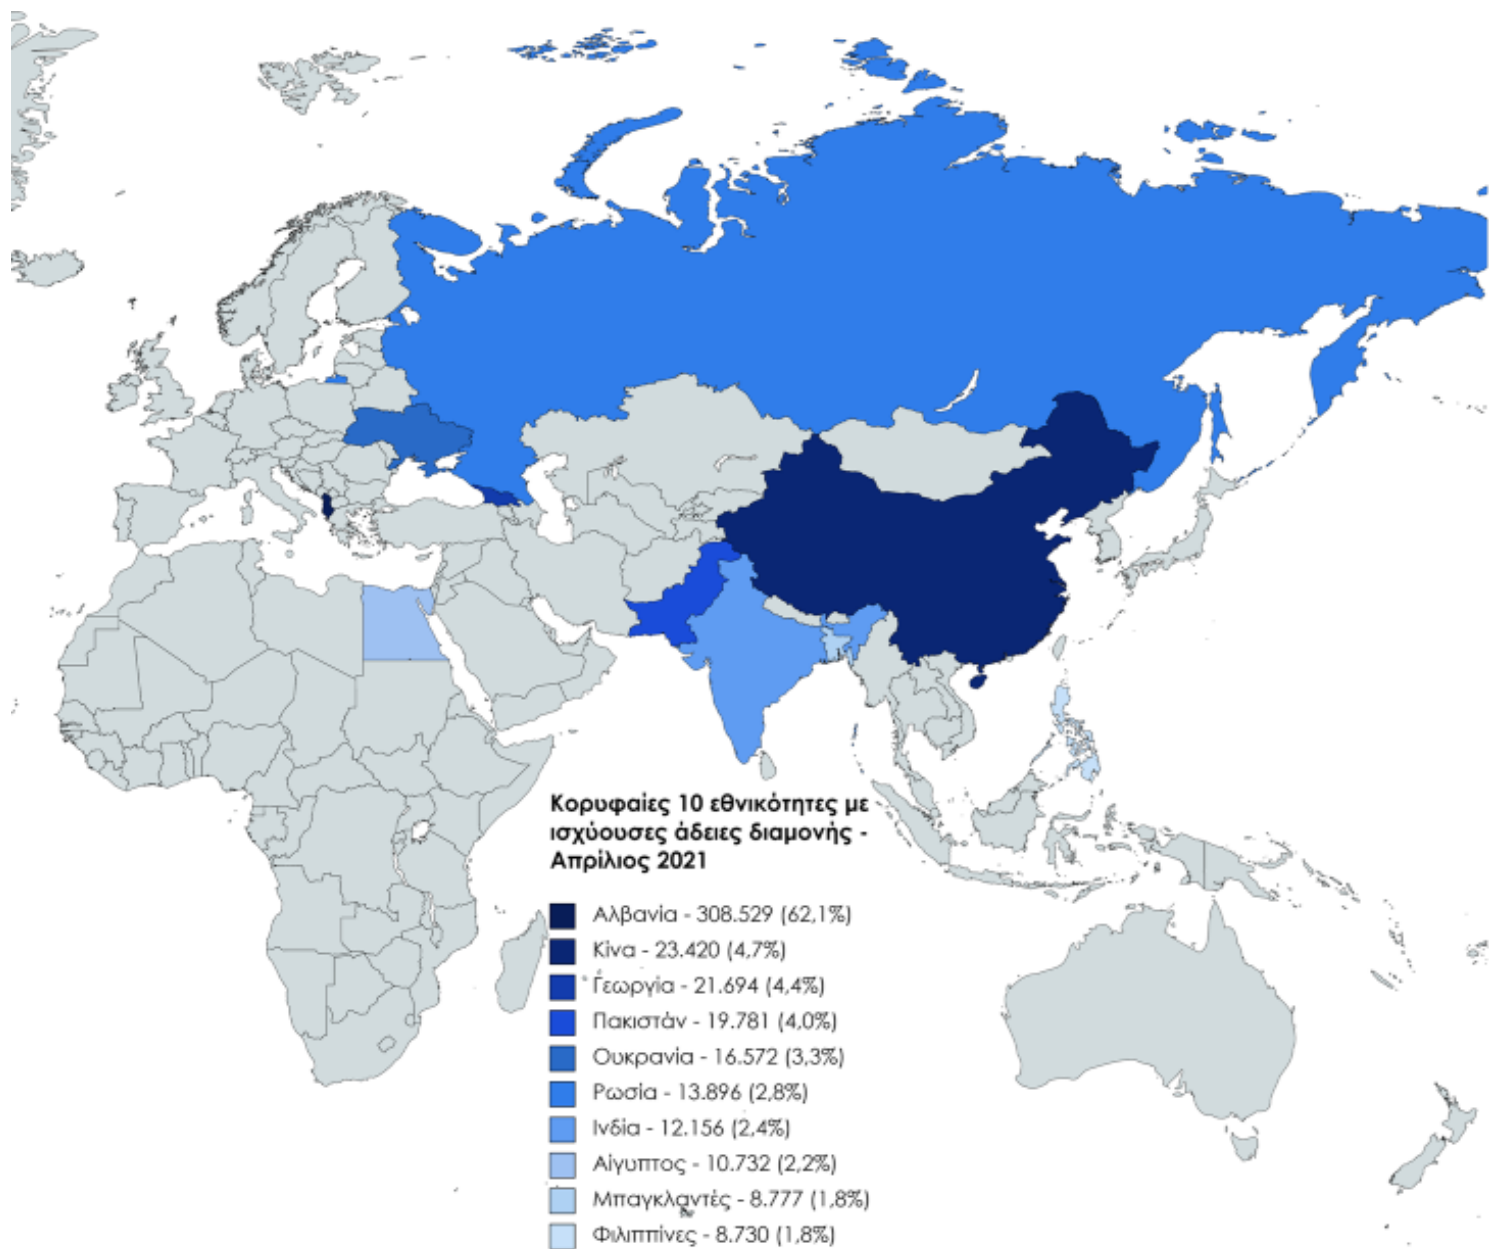 Κορυφαίες 10 εθνικότητες με
ισχύουσες άδειες διαμονής -
Απρίλιος 2021
Αλβανία - 308.529 (62,1%)
Κίνα - 23.420 (4,7%)
Γεωργία - 21.694 (4,4%)
Πακιστάν - 19.781 (4,0%)
Ουκρανία - 16.572 (3,3%)
Ρωσία - 13.896 (2,8%)
Ινδία - 12.156 (2,4%)
Αίγυπτος - 10.732 (2,2%)
Μπαγκλαντές - 8.777 (1,8%)
Φιλιππίνες - 8.730 (1,8%)